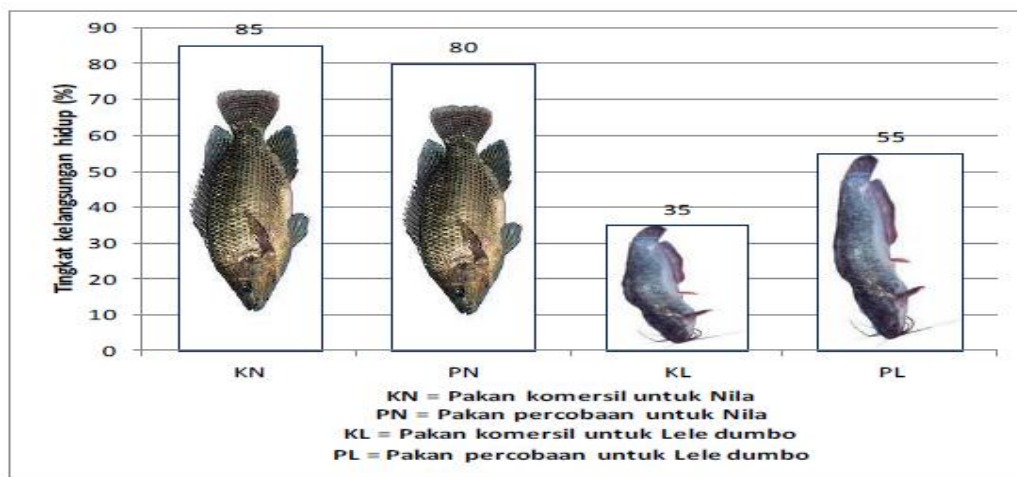 Tingkat kelangsungan hidup (%)
90
80
70
60
50
40
30
20
10
0
85
80
35
55
KN PN KL PL
KN = Pakan komersil untuk Nila
PN = Pakan percobaan untuk Nila
KL = Pakan komersil untuk Lele dumbo
PL = Pakan percobaan untuk Lele dumbo